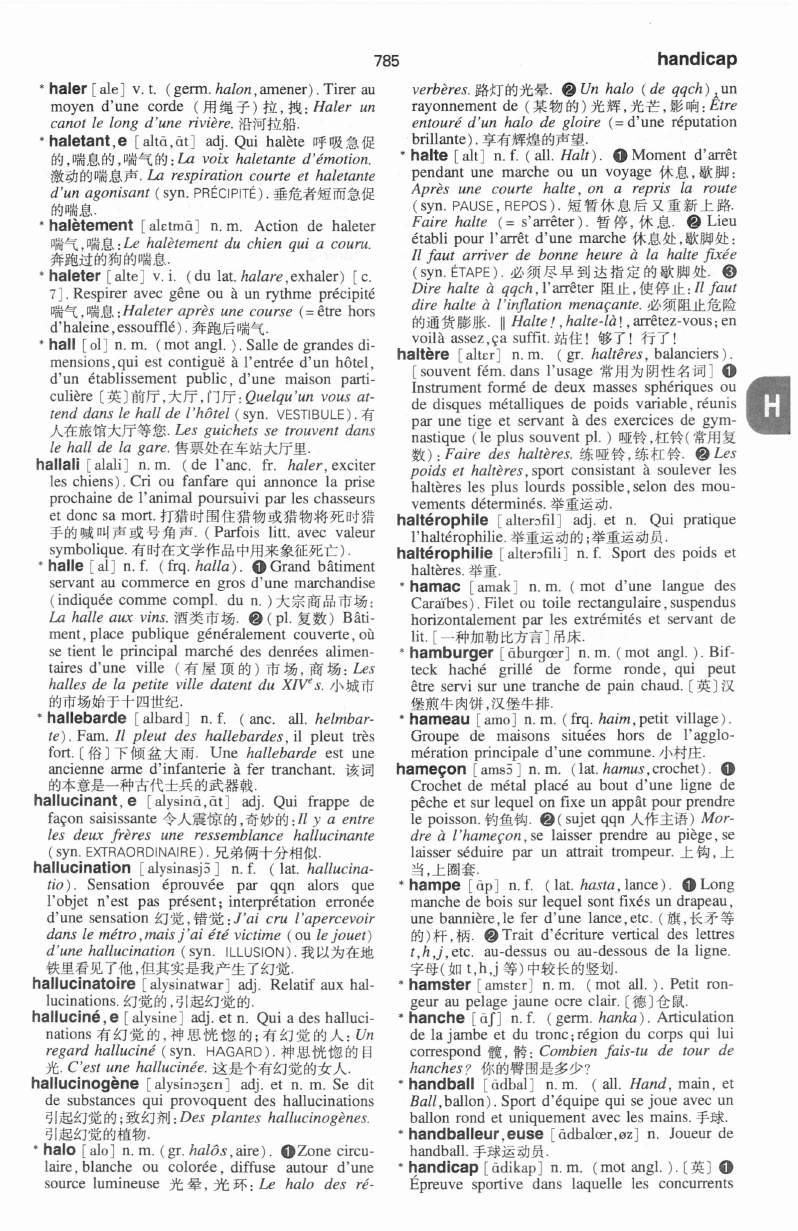 785
handicap
* haler [ale] v. t. (germ. halon, amener). Tirer au
moyen d'une corde (用绳子)拉, 拽: Haler un
canot le long d'une rivière. 沿河拉船.
* haletant, e [altɑ̃, ɑ̃t] adj. Qui halète 呼吸急促
的, 喘息的, 喘气的: La voix haletante d'émotion.
激动的喘息声. La respiration courte et haletante
d'un agonisant (syn. PRÉCIPITÉ). 垂危者短而急促
的喘息.
* halètement [alɛtmɑ̃] n. m. Action de haleter
喘气, 喘息: Le halètement du chien qui a couru.
奔跑过的狗的喘息.
* haleter [alte] v. i. (du lat. halare, exhaler) [c.
7]. Respirer avec gêne ou à un rythme précipité
喘气, 喘息: Haleter après une course (= être hors
d'haleine, essoufflé). 奔跑后喘气.
* hall [ol] n. m. (mot angl.). Salle de grandes di-
mensions, qui est contiguë à l'entrée d'un hôtel,
d'un établissement public, d'une maison parti-
culière [英]前厅, 大厅, 门厅: Quelqu'un vous at-
tend dans le hall de l'hôtel (syn. VESTIBULE). 有
人在旅馆大厅等您. Les guichets se trouvent dans
le hall de la gare. 售票处在车站大厅里.
hallali [alali] n. m. (de l'anc. fr. haler, exciter
les chiens). Cri ou fanfare qui annonce la prise
prochaine de l'animal poursuivi par les chasseurs
et donc sa mort. 打猎时围住猎物或猎物将死时猎
手的喊叫声或号角声. (Parfois litt. avec valeur
symbolique. 有时在文学作品中用来象征死亡).
* halle [al] n. f. (frq. halla). ❶ Grand bâtiment
servant au commerce en gros d'une marchandise
(indiquée comme compl. du n.) 大宗商品市场:
La halle aux vins. 酒类市场. ❷ (pl. 复数) Bâti-
ment, place publique généralement couverte, où
se tient le principal marché des denrées alimen-
taires d'une ville (有屋顶的)市场, 商场: Les
halles de la petite ville datent du XIVe s. 小城市
的市场始于十四世纪.
* hallebarde [albard] n. f. (anc. all. helmbar-
te). Fam. Il pleut des hallebardes, il pleut très
fort. [俗]下倾盆大雨. Une hallebarde est une
ancienne arme d'infanterie à fer tranchant. 该词
的本意是一种古代士兵的武器戟.
hallucinant, e [alysinɑ̃, ɑ̃t] adj. Qui frappe de
façon saisissante 令人震惊的, 奇妙的: Il y a entre
les deux frères une ressemblance hallucinante
(syn. EXTRAORDINAIRE). 兄弟俩十分相似.
hallucination [alysinasjɔ̃] n. f. (lat. hallucina-
tio). Sensation éprouvée par qqn alors que
l'objet n'est pas présent; interprétation erronée
d'une sensation 幻觉, 错觉: J'ai cru l'apercevoir
dans le métro, mais j'ai été victime (ou le jouet)
d'une hallucination (syn. ILLUSION). 我以为在地
铁里看见了他, 但其实是我产生了幻觉.
hallucinatoire [alysinatwar] adj. Relatif aux hal-
lucinations. 幻觉的, 引起幻觉的.
halluciné, e [alysine] adj. et n. Qui a des halluci-
nations 有幻觉的, 神思恍惚的; 有幻觉的人: Un
regard halluciné (syn. HAGARD). 神思恍惚的目
光. C'est une hallucinée. 这是个有幻觉的女人.
hallucinogène [alysinɔʒɛn] adj. et n. m. Se dit
de substances qui provoquent des hallucinations
引起幻觉的; 致幻剂: Des plantes hallucinogènes.
引起幻觉的植物.
* halo [alo] n. m. (gr. halôs, aire). ❶ Zone circu-
laire, blanche ou colorée, diffuse autour d'une
source lumineuse 光晕, 光环: Le halo des ré-
verbères. 路灯的光晕. ❷ Un halo (de qqch), un
rayonnement de (某物的)光辉, 光芒, 影响: Être
entouré d'un halo de gloire (= d'une réputation
brillante). 享有辉煌的声望.
* halte [alt] n. f. (all. Halt). ❶ Moment d'arrêt
pendant une marche ou un voyage 休息, 歇脚:
Après une courte halte, on a repris la route
(syn. PAUSE, REPOS). 短暂休息后又重新上路.
Faire halte (= s'arrêter). 暂停, 休息. ❷ Lieu
établi pour l'arrêt d'une marche 休息处, 歇脚处:
Il faut arriver de bonne heure à la halte fixée
(syn. ÉTAPE). 必须尽早到达指定的歇脚处. ❸
Dire halte à qqch, l'arrêter 阻止, 使停止: Il faut
dire halte à l'inflation menaçante. 必须阻止危险
的通货膨胀. ‖ Halte!, halte-là!, arrêtez-vous; en
voilà assez, ça suffit. 站住! 够了! 行了!
haltère [altɛr] n. m. (gr. haltêres, balanciers).
[souvent fém. dans l'usage 常用为阴性名词] ❶
Instrument formé de deux masses sphériques ou
de disques métalliques de poids variable, réunis
par une tige et servant à des exercices de gym-
nastique (le plus souvent pl.) 哑铃, 杠铃(常用复
数): Faire des haltères. 练哑铃, 练杠铃. ❷ Les
poids et haltères, sport consistant à soulever les
haltères les plus lourds possible, selon des mou-
vements déterminés. 举重运动.
haltérophile [alterɔfil] adj. et n. Qui pratique
l'haltérophilie. 举重运动的; 举重运动员.
haltérophilie [alterɔfili] n. f. Sport des poids et
haltères. 举重.
* hamac [amak] n. m. (mot d'une langue des
Caraïbes). Filet ou toile rectangulaire, suspendus
horizontalement par les extrémités et servant de
lit. [一种加勒比方言]吊床.
* hamburger [ɑ̃burgœr] n. m. (mot angl.). Bif-
teck haché grillé de forme ronde, qui peut
être servi sur une tranche de pain chaud. [英]汉
堡煎牛肉饼, 汉堡牛排.
* hameau [amo] n. m. (frq. haim, petit village).
Groupe de maisons situées hors de l'agglo-
mération principale d'une commune. 小村庄.
hameçon [amsɔ̃] n. m. (lat. hamus, crochet). ❶
Crochet de métal placé au bout d'une ligne de
pêche et sur lequel on fixe un appât pour prendre
le poisson. 钓鱼钩. ❷ (sujet qqn 人作主语) Mor-
dre à l'hameçon, se laisser prendre au piège, se
laisser séduire par un attrait trompeur. 上钩, 上
当, 上圈套.
* hampe [ɑ̃p] n. f. (lat. hasta, lance). ❶ Long
manche de bois sur lequel sont fixés un drapeau,
une bannière, le fer d'une lance, etc. (旗, 长矛等
的)杆, 柄. ❷ Trait d'écriture vertical des lettres
t, h, j, etc. au-dessus ou au-dessous de la ligne.
字母(如 t, h, j 等)中较长的竖划.
* hamster [amstɛr] n. m. (mot all.). Petit ron-
geur au pelage jaune ocre clair. [德]仓鼠.
* hanche [ɑ̃ʃ] n. f. (germ. hanka). Articulation
de la jambe et du tronc; région du corps qui lui
correspond 髋, 骻: Combien fais-tu de tour de
hanches? 你的臀围是多少?
* handball [ɑ̃dbal] n. m. (all. Hand, main, et
Ball, ballon). Sport d'équipe qui se joue avec un
ballon rond et uniquement avec les mains. 手球.
* handballeur, euse [ɑ̃dbalœr, øz] n. Joueur de
handball. 手球运动员.
* handicap [ɑ̃dikap] n. m. (mot angl.). [英] ❶
Épreuve sportive dans laquelle les concurrents
H